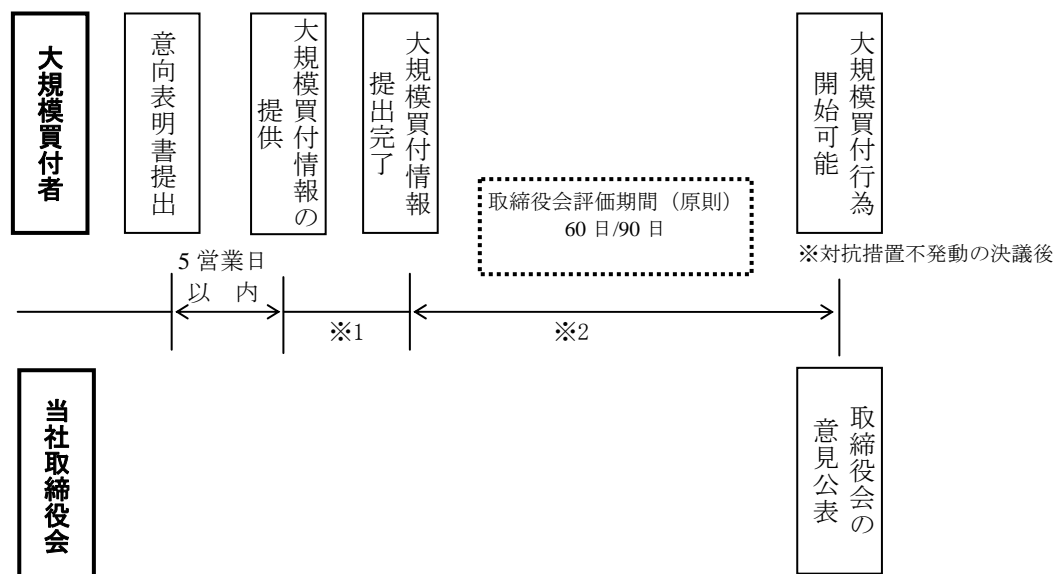 大規模買付者
意向表明書提出
大規模買付情報の
提供
大規模買付情報
提出完了
取締役会評価期間（原則）
60 日/90 日
大規模買付行為
開始可能
※対抗措置不発動の決議後
5 営業日
以 内
※1
※2
当社取締役会
取締役会の
意見公表